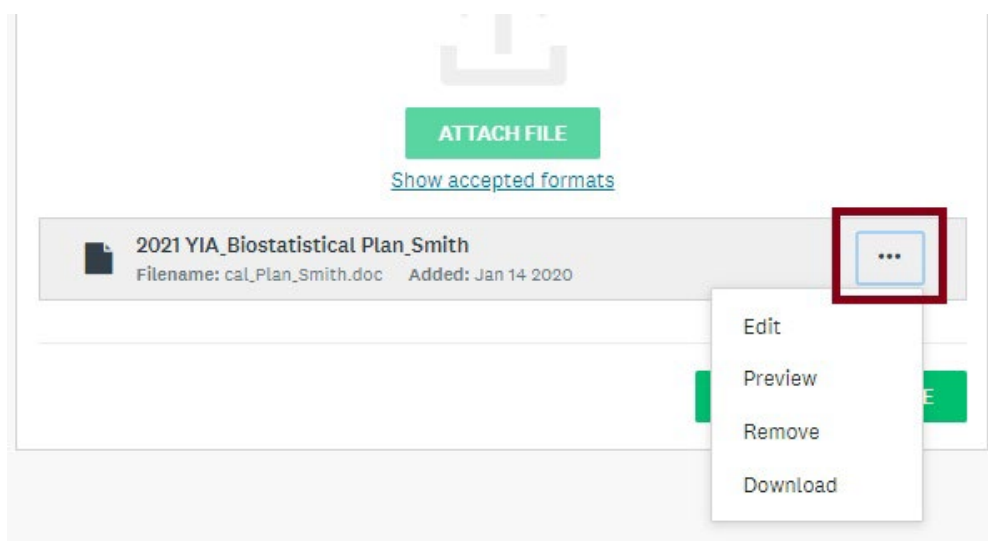 ATTACH FILE
Show accepted formats
2021 YIA_Biostatistical Plan_Smith
Filename: cal_Plan_Smith.doc Added: Jan 14 2020
...
Edit
Preview
Remove
Download